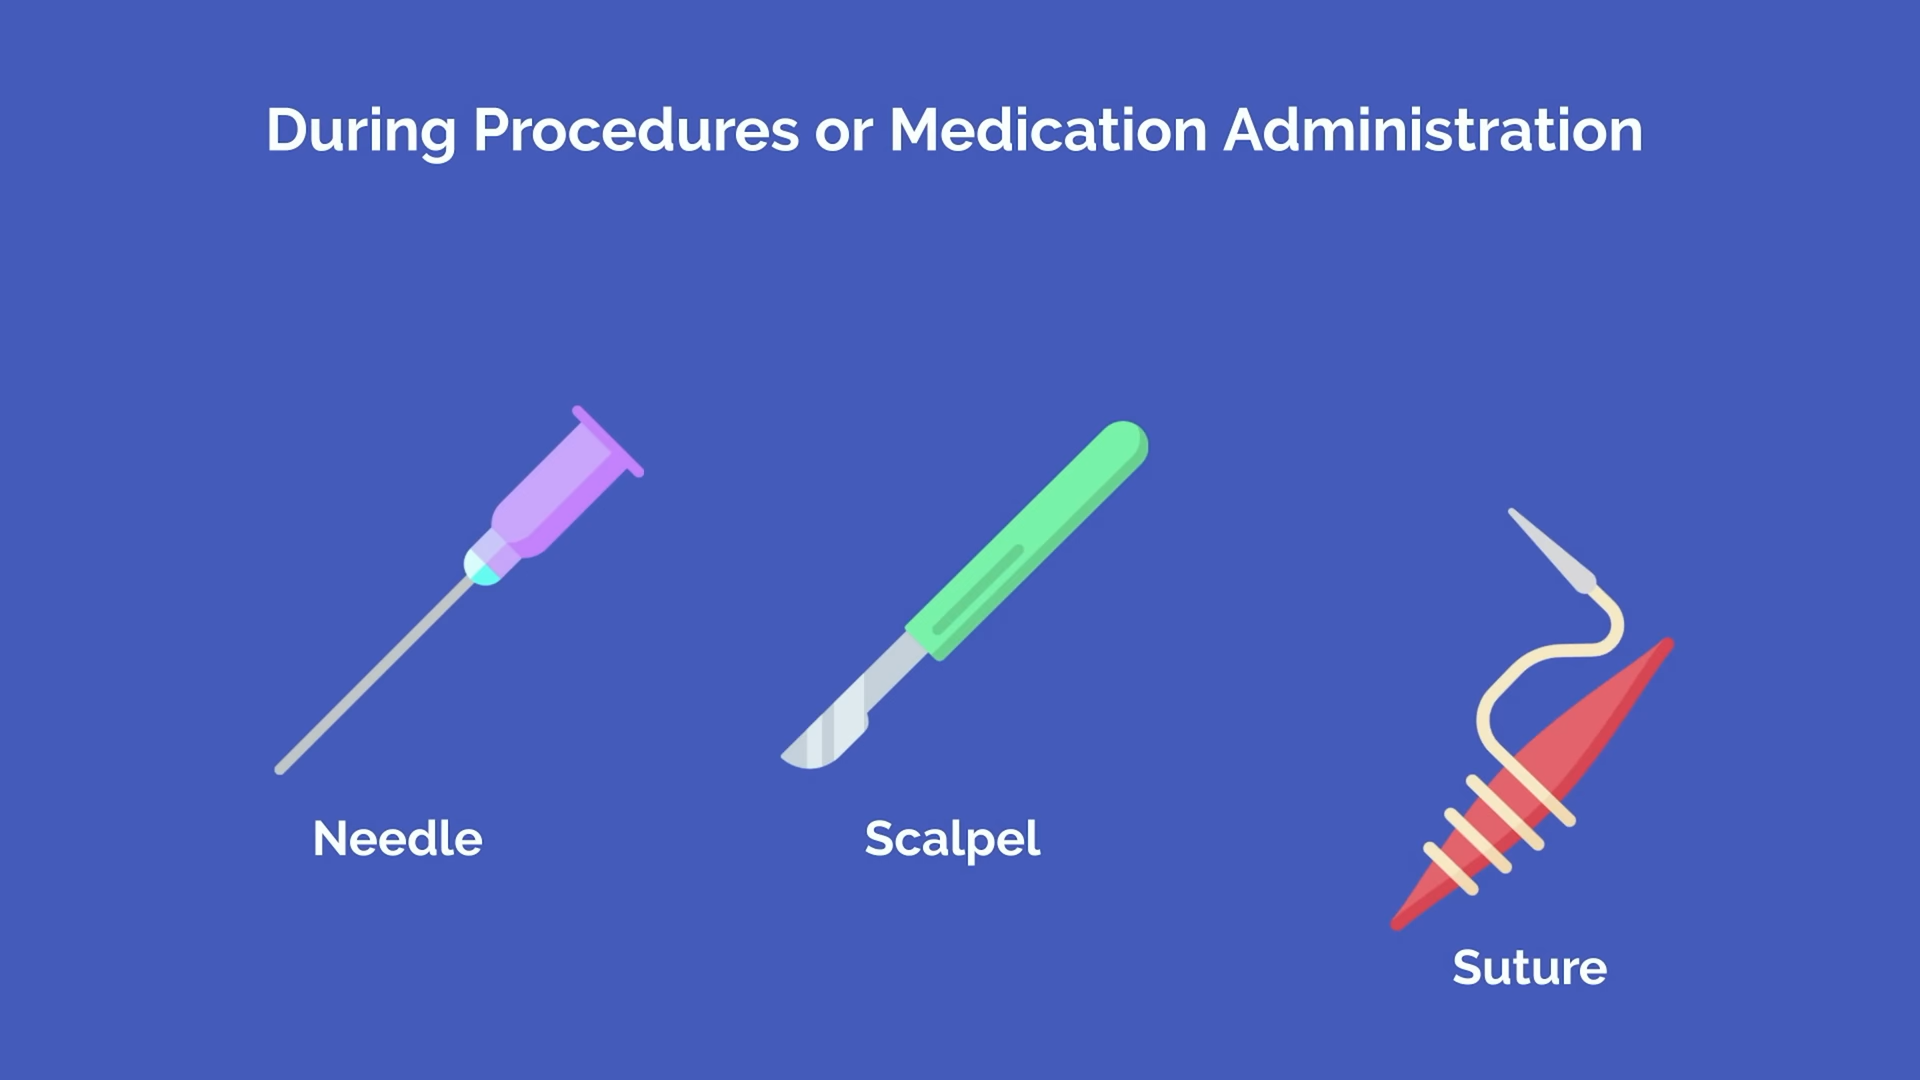 During Procedures or Medication Administration
Needle
Scalpel
Suture